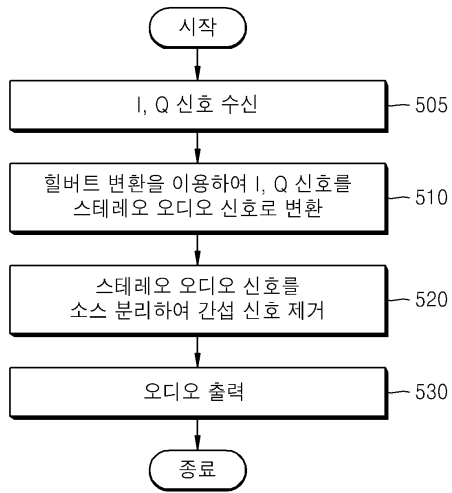 시작
I, Q 신호 수신
505
힐버트 변환을 이용하여 I, Q 신호를
스테레오 오디오 신호로 변환
510
스테레오 오디오 신호를
소스 분리하여 간섭 신호 제거
520
오디오 출력
530
종료